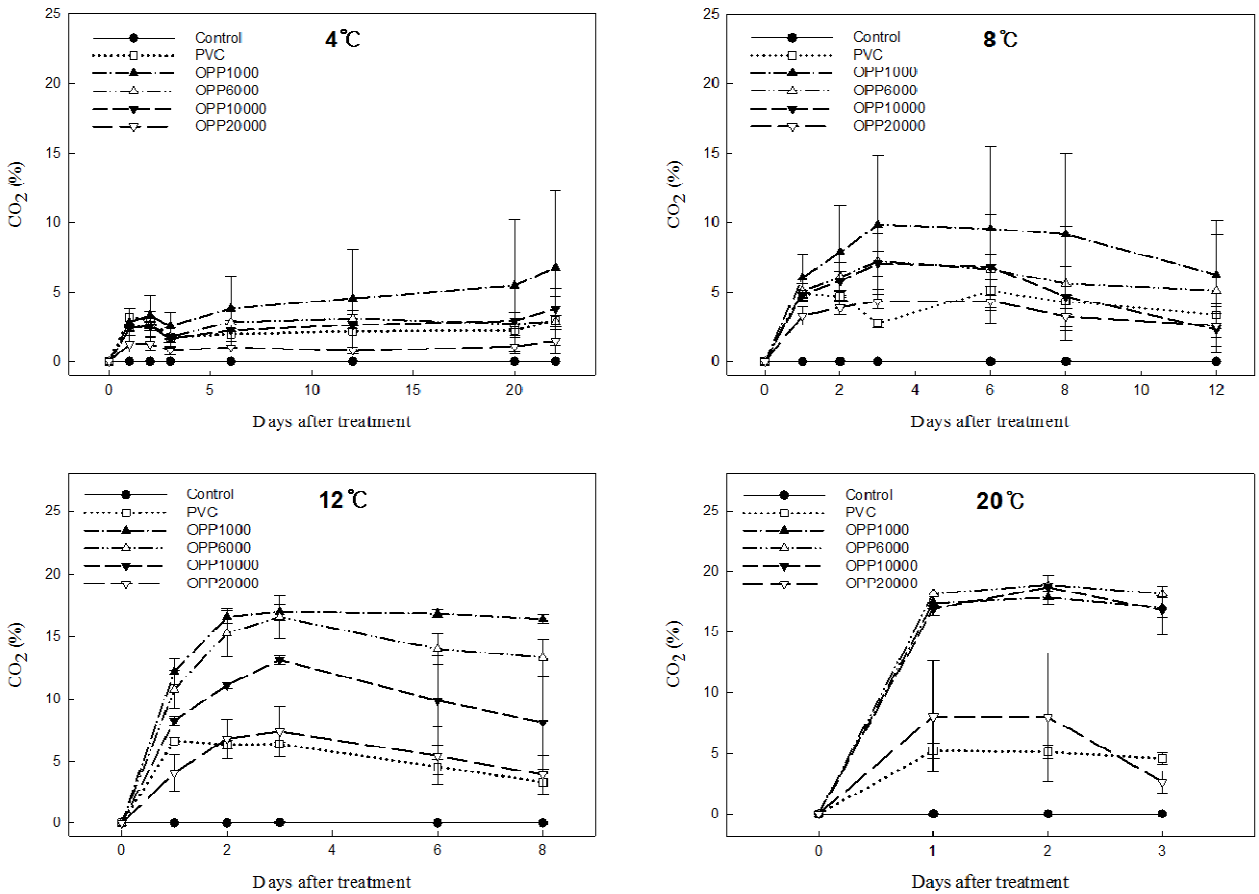 4℃
Control
PVC
OPP1000
OPP6000
OPP10000
OPP20000
25
20
15
10
5
0
CO2 (%)
0
5
10
15
20
Days after treatment
8℃
Control
PVC
OPP1000
OPP6000
OPP10000
OPP20000
25
20
15
10
5
0
CO2 (%)
0
2
4
6
8
10
12
Days after treatment
12℃
Control
PVC
OPP1000
OPP6000
OPP10000
OPP20000
25
20
15
10
5
0
CO2 (%)
0
2
4
6
8
Days after treatment
20℃
Control
PVC
OPP1000
OPP6000
OPP10000
OPP20000
25
20
15
10
5
0
CO2 (%)
0
1
2
3
Days after treatment